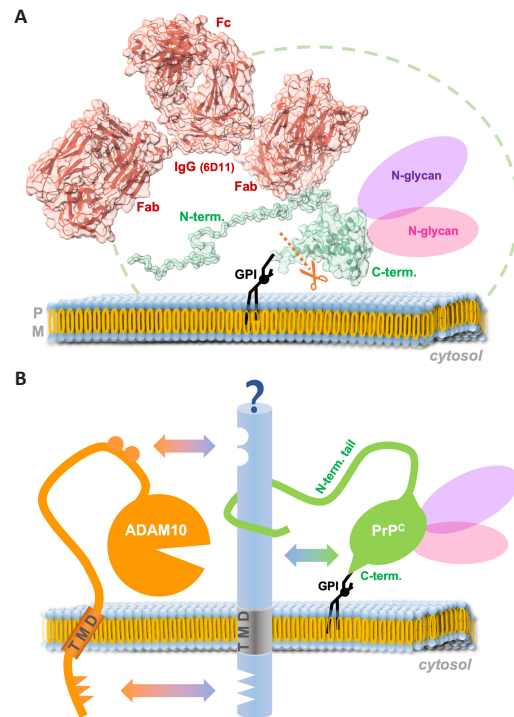 A
Fc
IgG (6D11)
Fab
Fab
N-term.
N-glycan
N-glycan
GPI
C-term.
P
M
cytosol
B
?
N-term. tail
ADAM10
PrPC
C-term.
GPI
TMD
TMD
cytosol